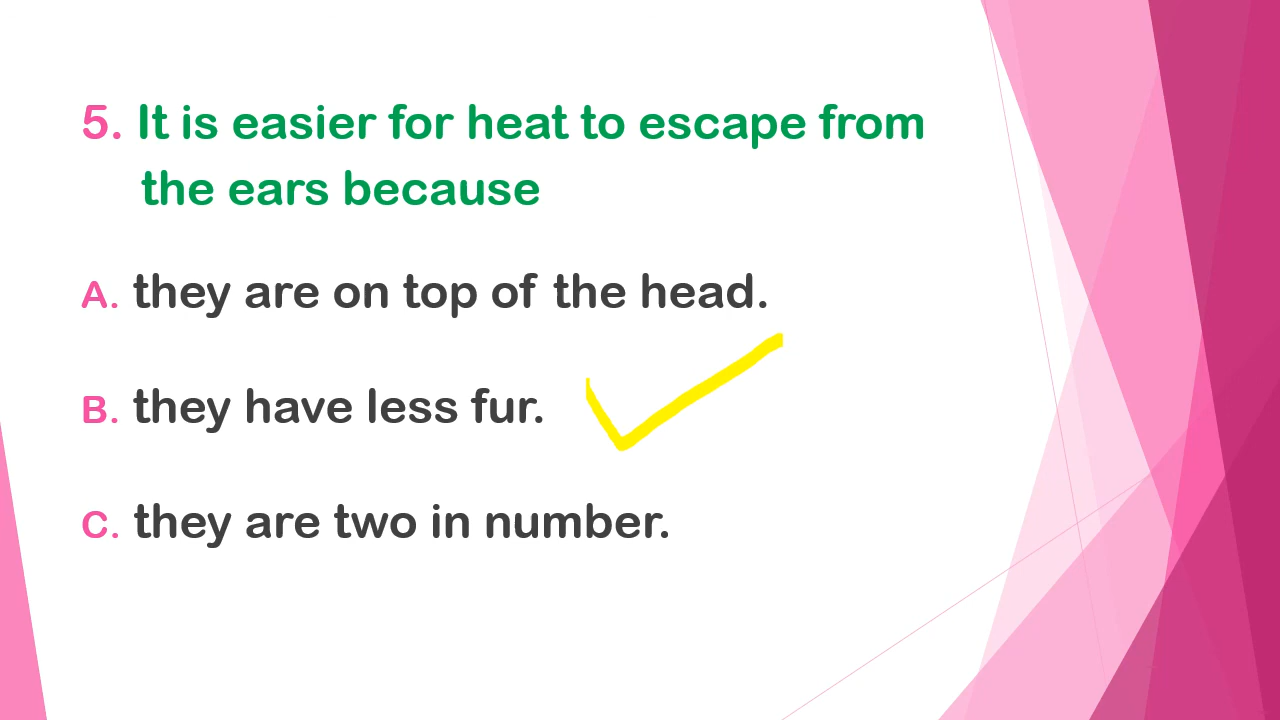 5. It is easier for heat to escape from
the ears because
A. they are on top of the head.
B. they have less fur.
C. they are two in number.